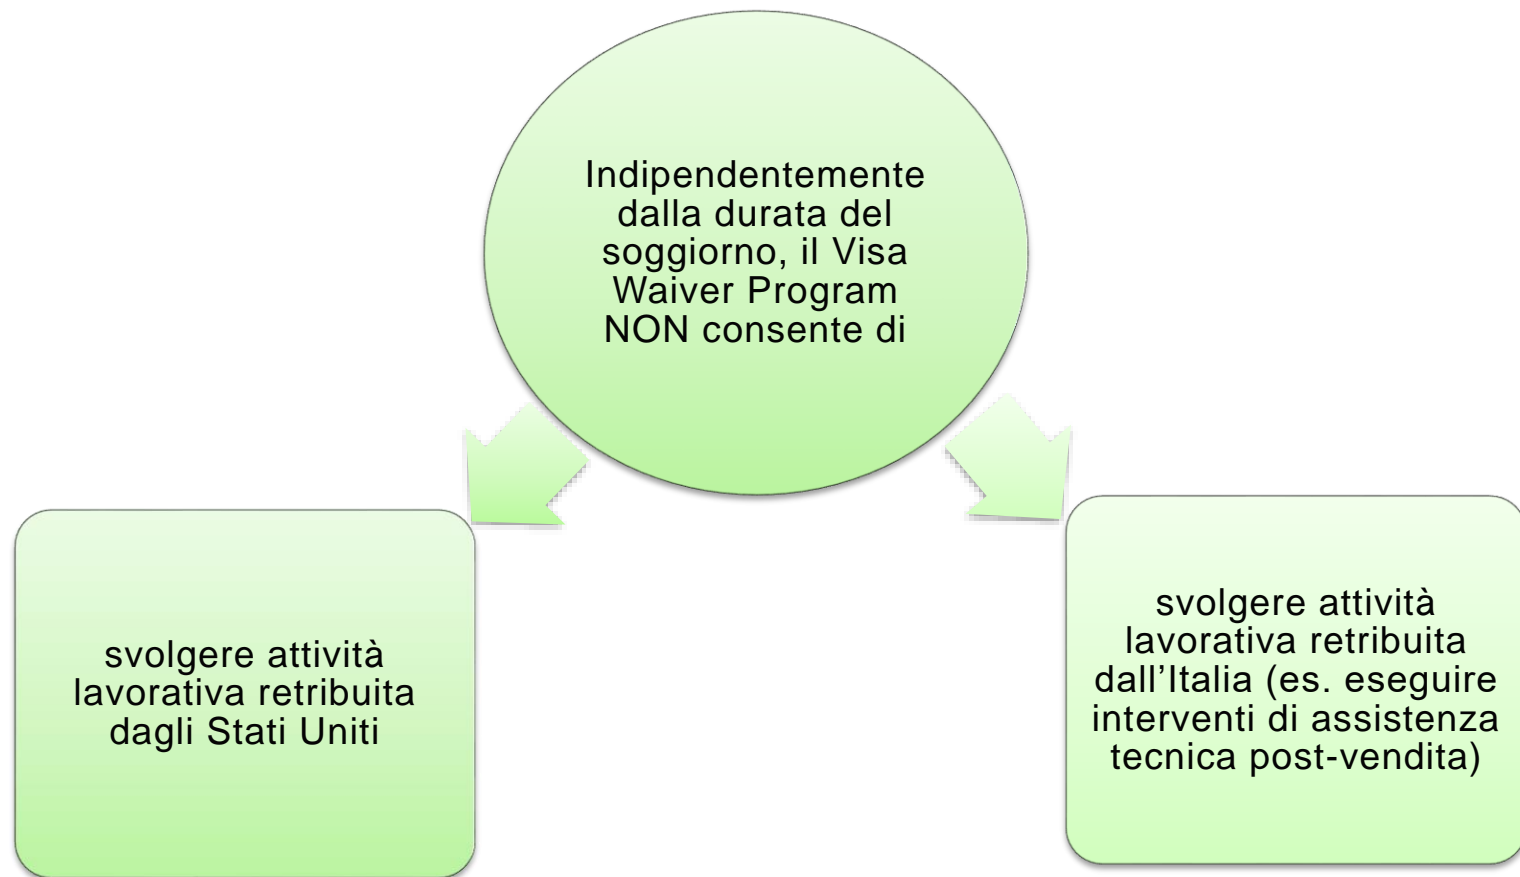 Indipendentemente
dalla durata del
soggiorno, il Visa
Waiver Program
NON consente di
svolgere attività
lavorativa retribuita
dagli Stati Uniti
svolgere attività
lavorativa retribuita
dall’Italia (es. eseguire
interventi di assistenza
tecnica post-vendita)